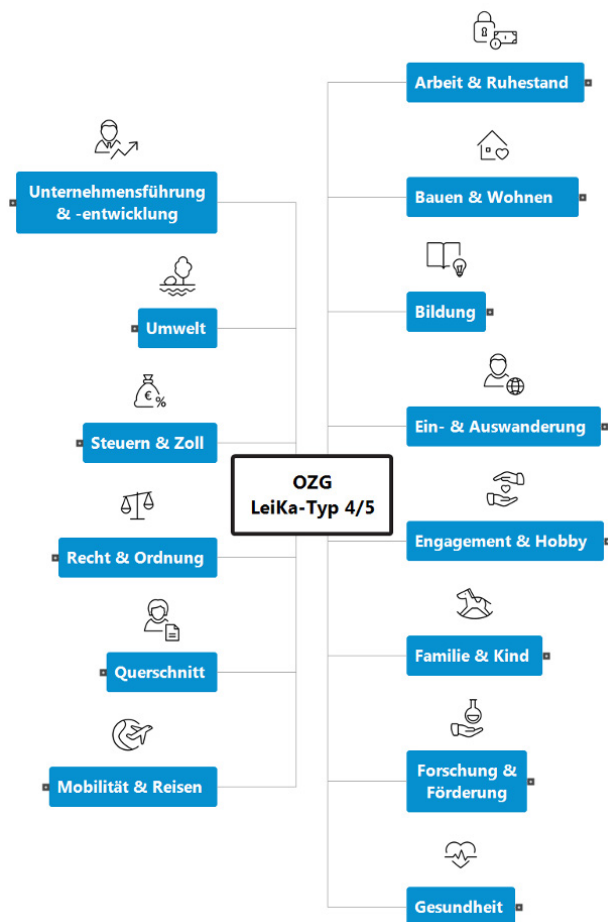 Arbeit & Ruhestand
Unternehmensführung
& -entwicklung
Bauen & Wohnen
Umwelt
Bildung
€ %
Steuern & Zoll
Ein- & Auswanderung
OZG
LeiKa-Typ 4/5
Recht & Ordnung
Engagement & Hobby
Querschnitt
Familie & Kind
Mobilität & Reisen
Forschung &
Förderung
Gesundheit